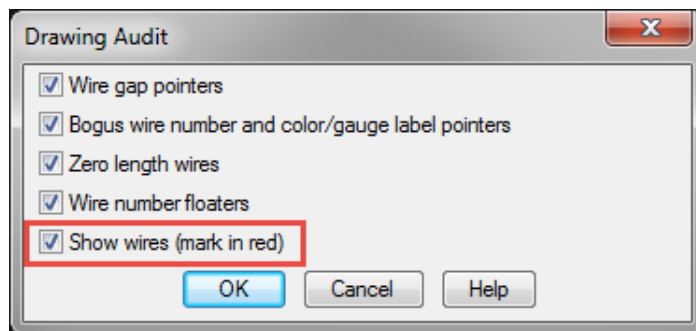 Drawing Audit
Wire gap pointers
Bogus wire number and color/gauge label pointers
Zero length wires
Wire number floaters
Show wires (mark in red)
OK Cancel Help